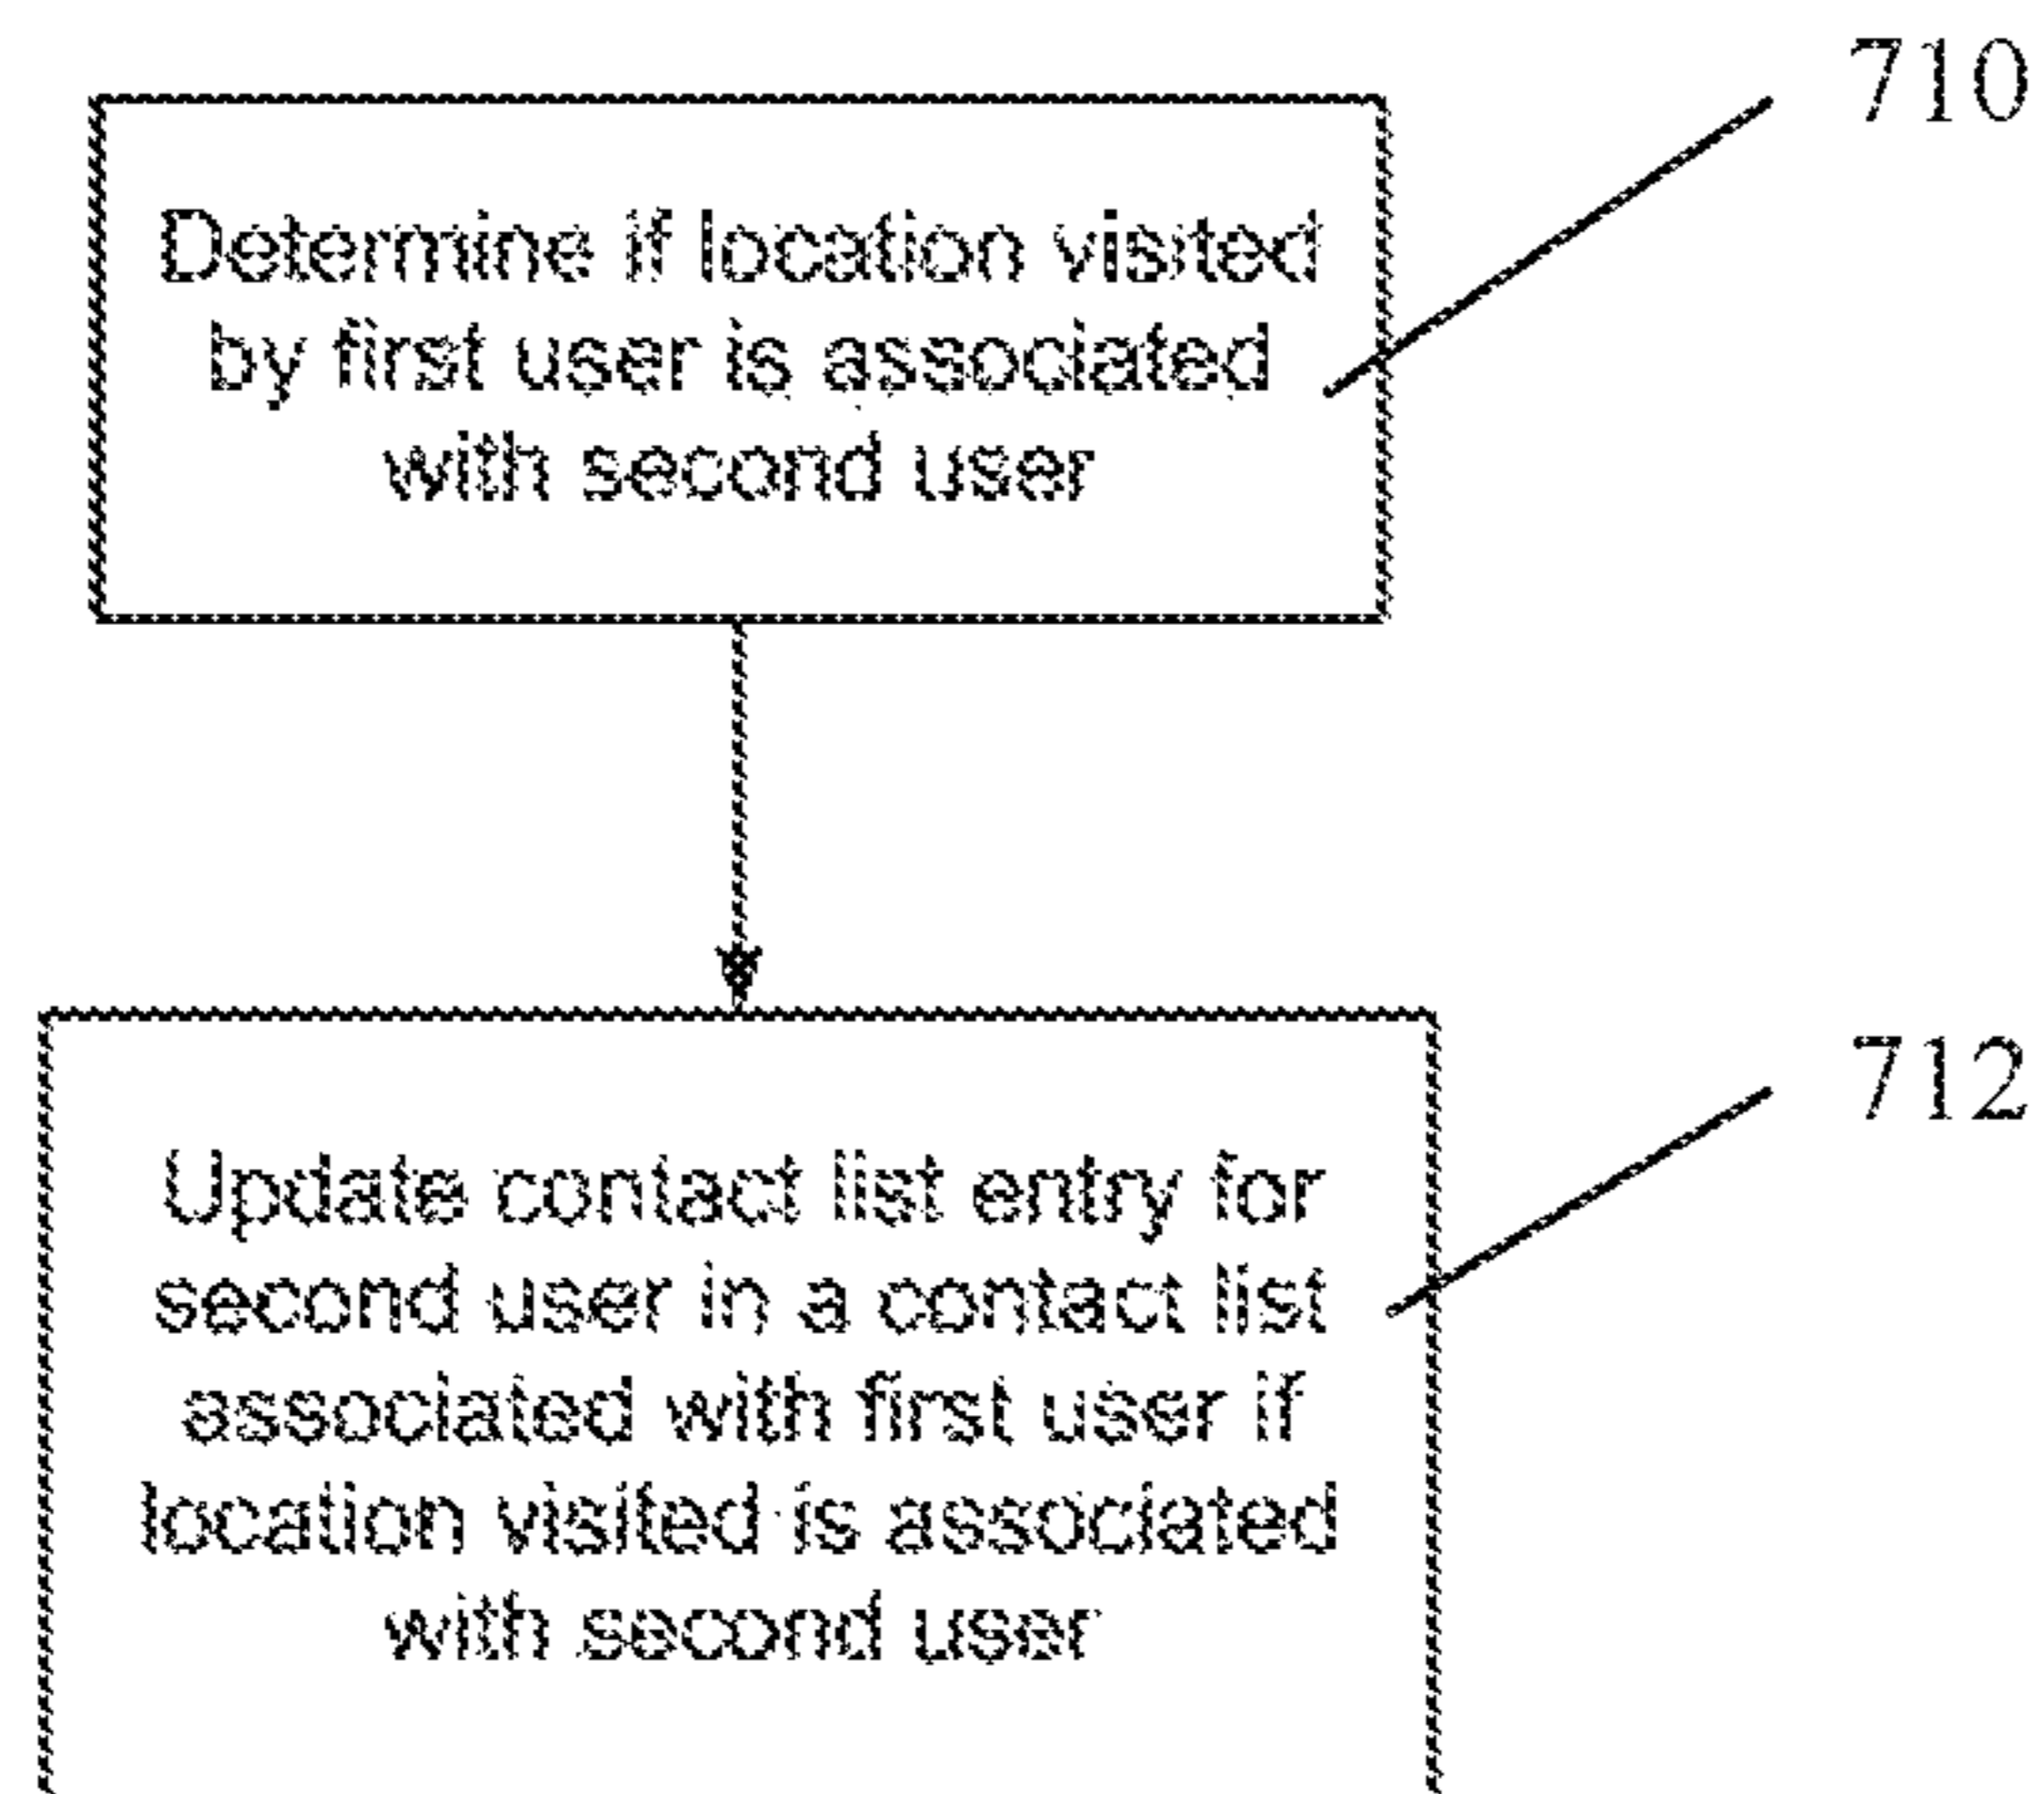 710
Determine if location visited
by first user is associated
with second user
712
Update contact list entry for
second user in a contact list
associated with first user if
location visited is associated
with second user